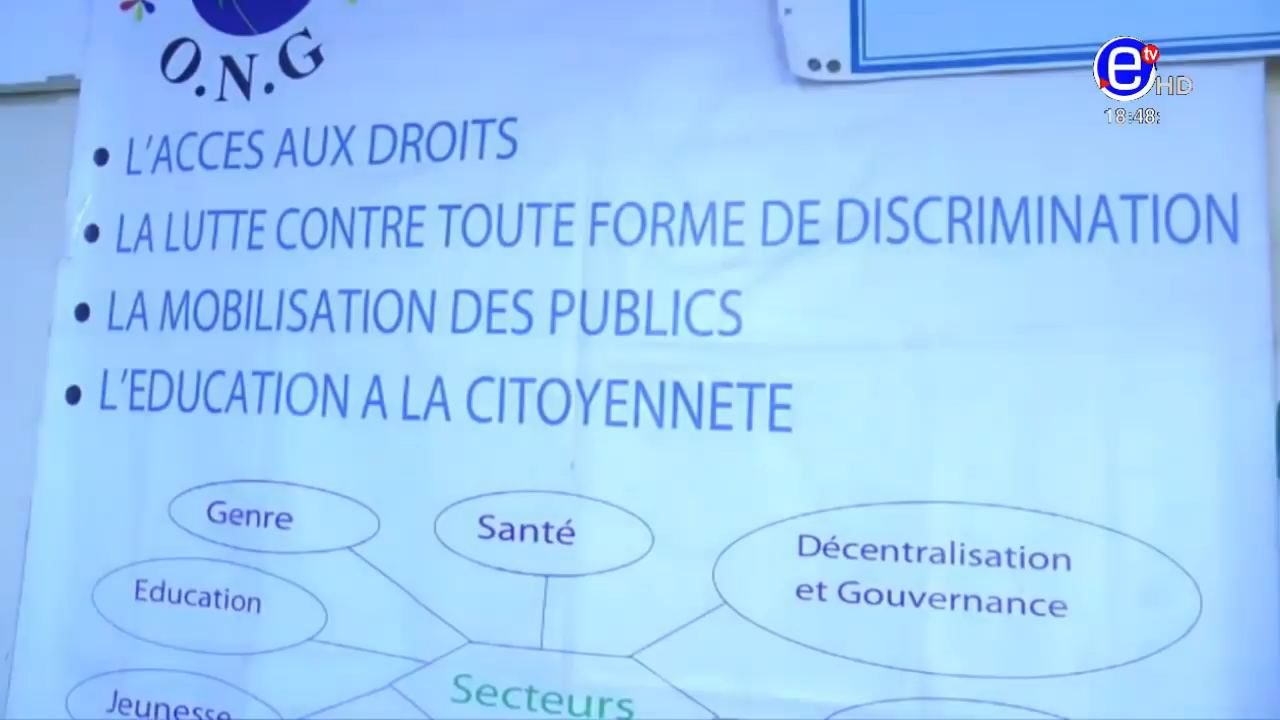 e tv HD
18:48
O.N.G
• L'ACCES AUX DROITS
• LA LUTTE CONTRE TOUTE FORME DE DISCRIMINATION
• LA MOBILISATION DES PUBLICS
• L'EDUCATION A LA CITOYENNETE
Genre
Santé
Décentralisation
et Gouvernance
Education
Secteurs
Jeunesse